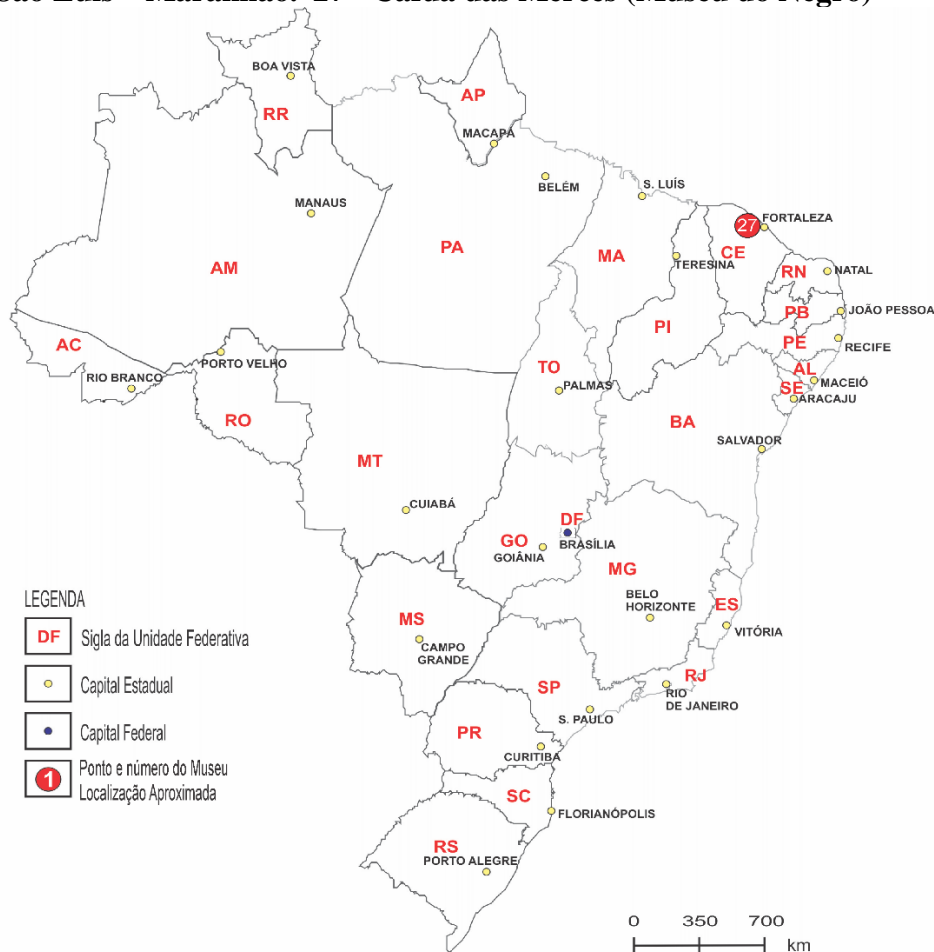 São Luís – Maranhão. – das Mercês (Museu do Negro)
BOA VISTA
RR
AP
MACAPÁ
BELÉM
S. LUÍS
MANAUS
27
FORTALEZA
AM
PA
MA
TERESINA
CE
RN
NATAL
PB
JOÃO PESSOA
PI
PE
RECIFE
AC
PORTO VELHO
RIO BRANCO
TO
PALMAS
AL
MACEIÓ
SE
ARACAJU
RO
BA
SALVADOR
MT
CUIABÁ
DF
GO
BRASÍLIA
GOIÂNIA
MG
BELO
HORIZONTE
ES
VITÓRIA
MS
CAMPO
GRANDE
RJ
RIO
DE JANEIRO
SP
S. PAULO
PR
CURITIBA
SC
FLORIANÓPOLIS
RS
PORTO ALEGRE
LEGENDA
DF Sigla da Unidade Federativa
Capital Estadual
Capital Federal
1 Ponto e número do Museu
Localização Aproximada
0 350 700
km